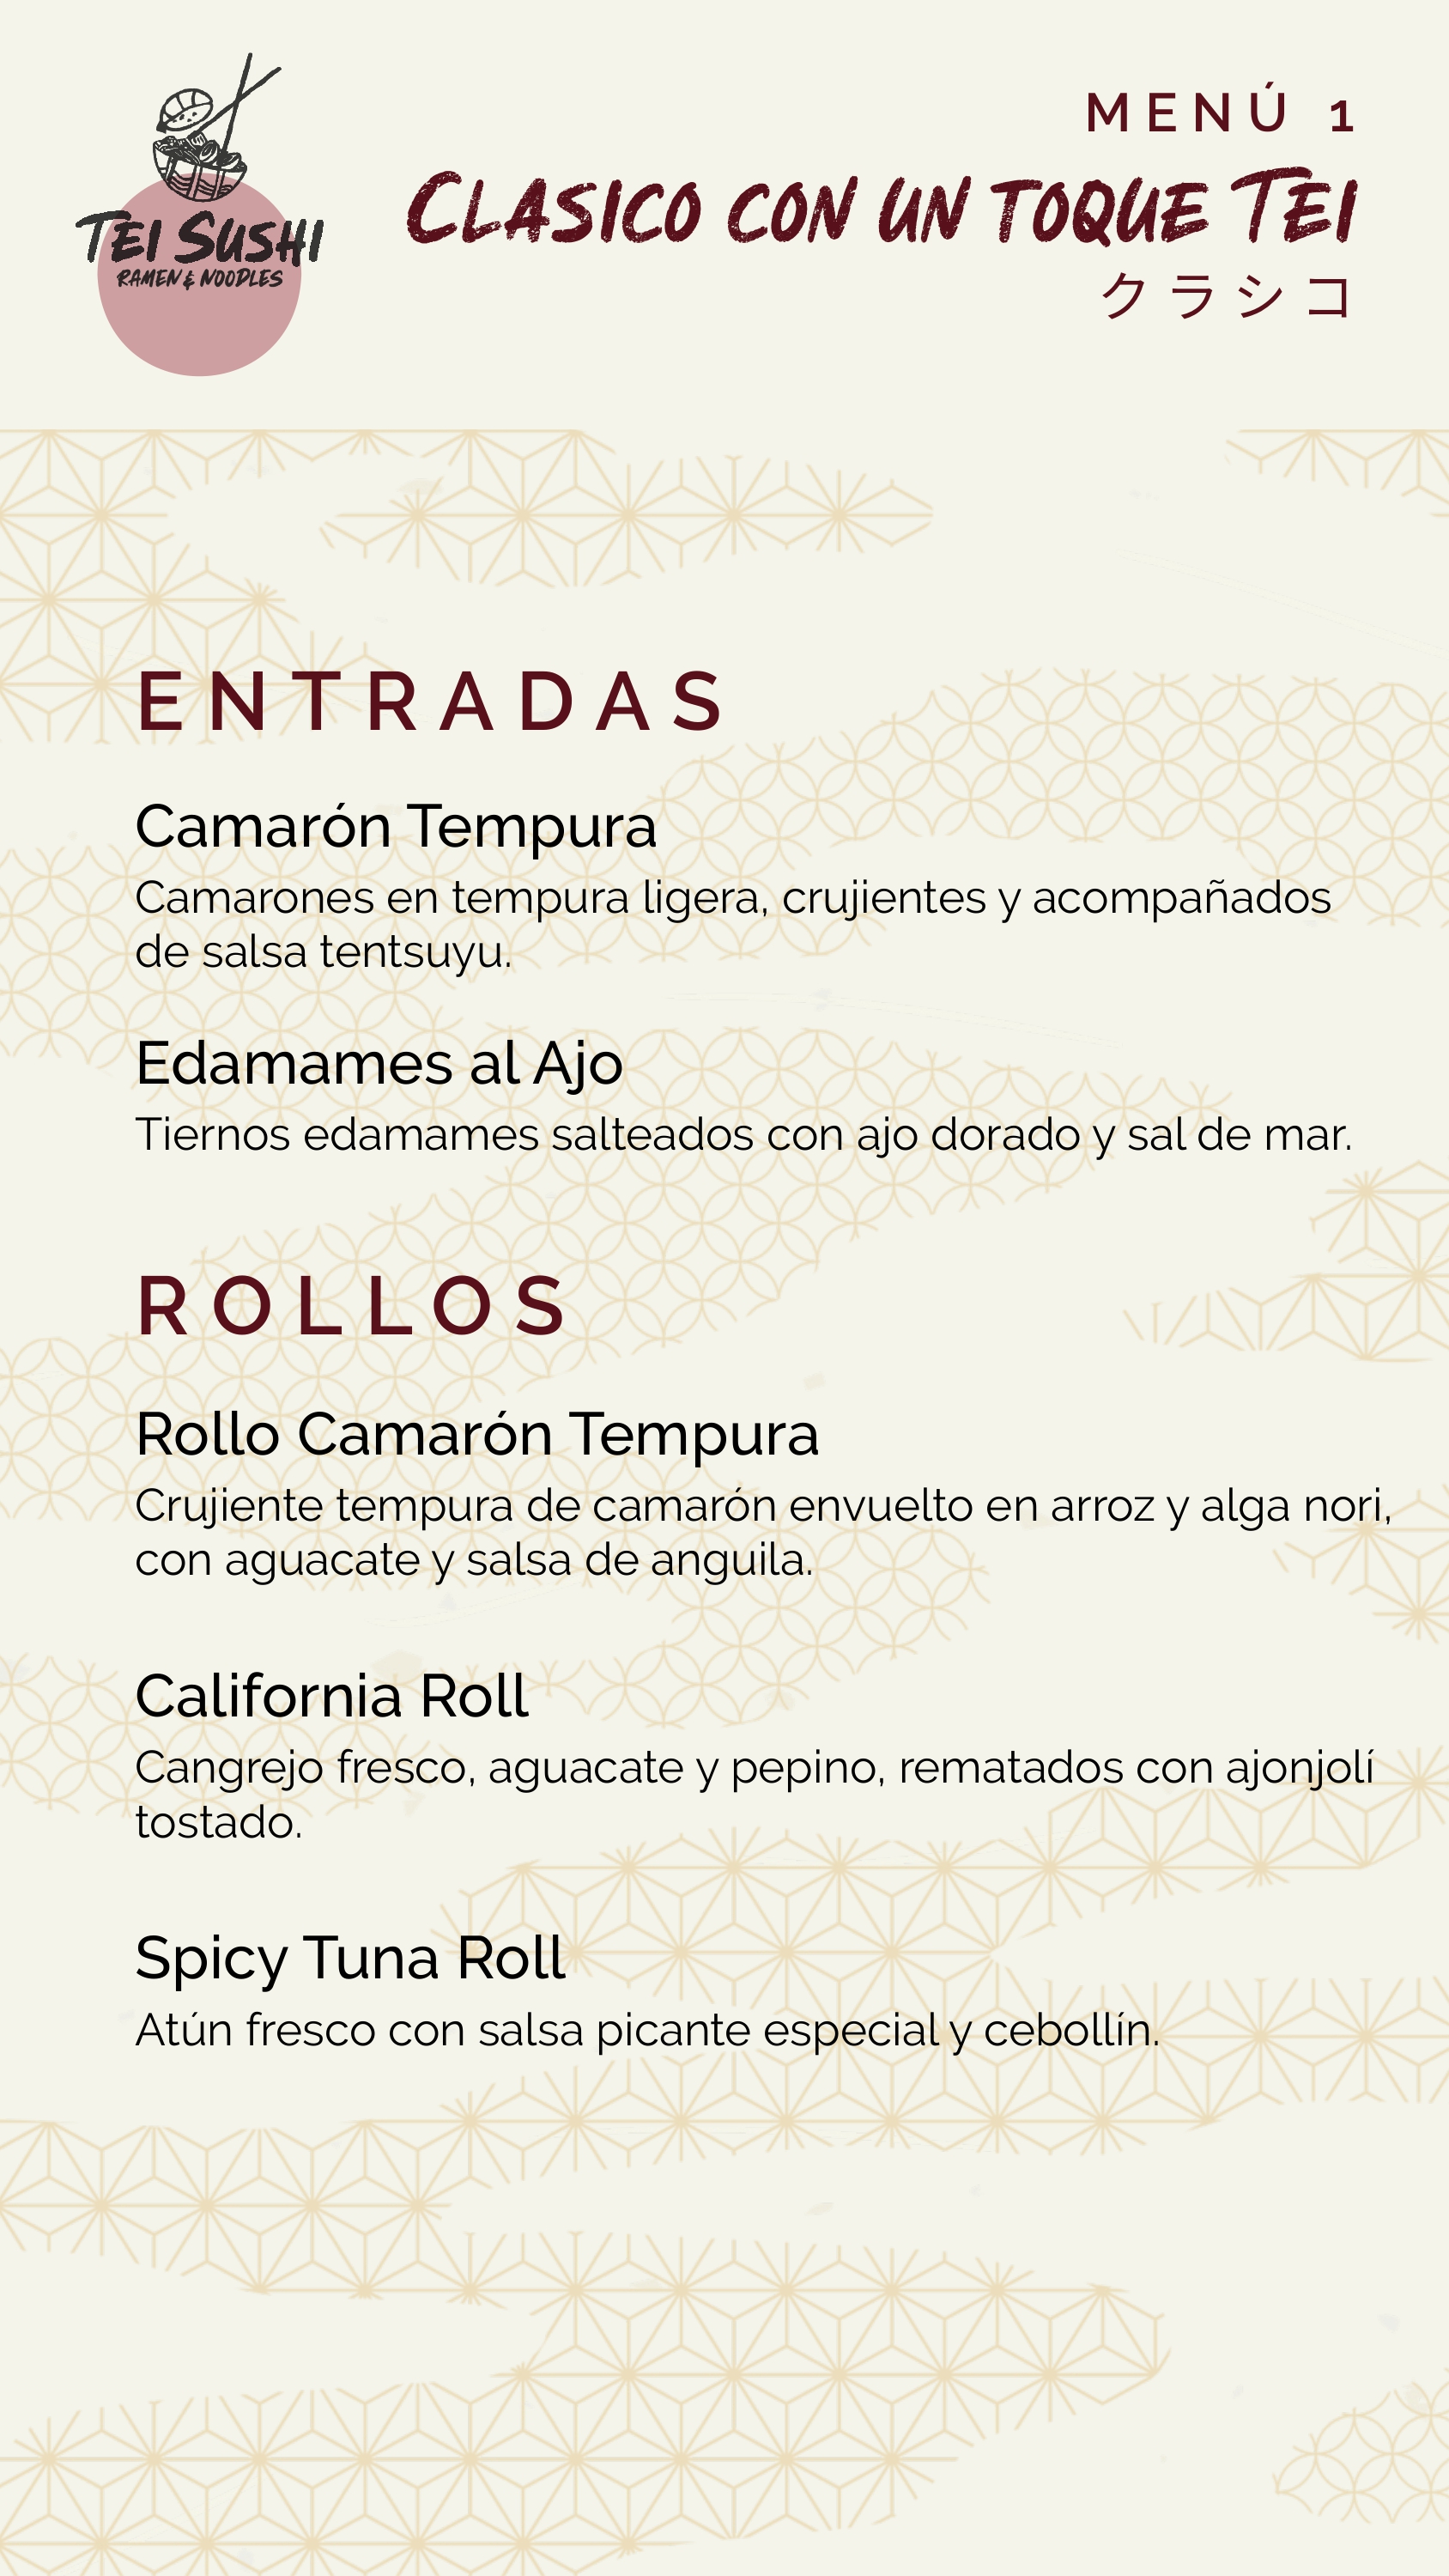 TEI SUSHI
RAMEN & NOODLES
MENÚ 1
CLASICO CON UN TOQUE TEI
クラシコ
ENTRADAS
Camarón Tempura
Camarones en tempura ligera, crujientes y acompañados
de salsa tentsuyu.
Edamames al Ajo
Tiernos edamames salteados con ajo dorado y sal de mar.
ROLLOS
Rollo Camarón Tempura
Crujiente tempura de camarón envuelto en arroz y alga nori,
con aguacate y salsa de anguila.
California Roll
Cangrejo fresco, aguacate y pepino, rematados con ajonjolí
tostado.
Spicy Tuna Roll
Atún fresco con salsa picante especial y cebollín.